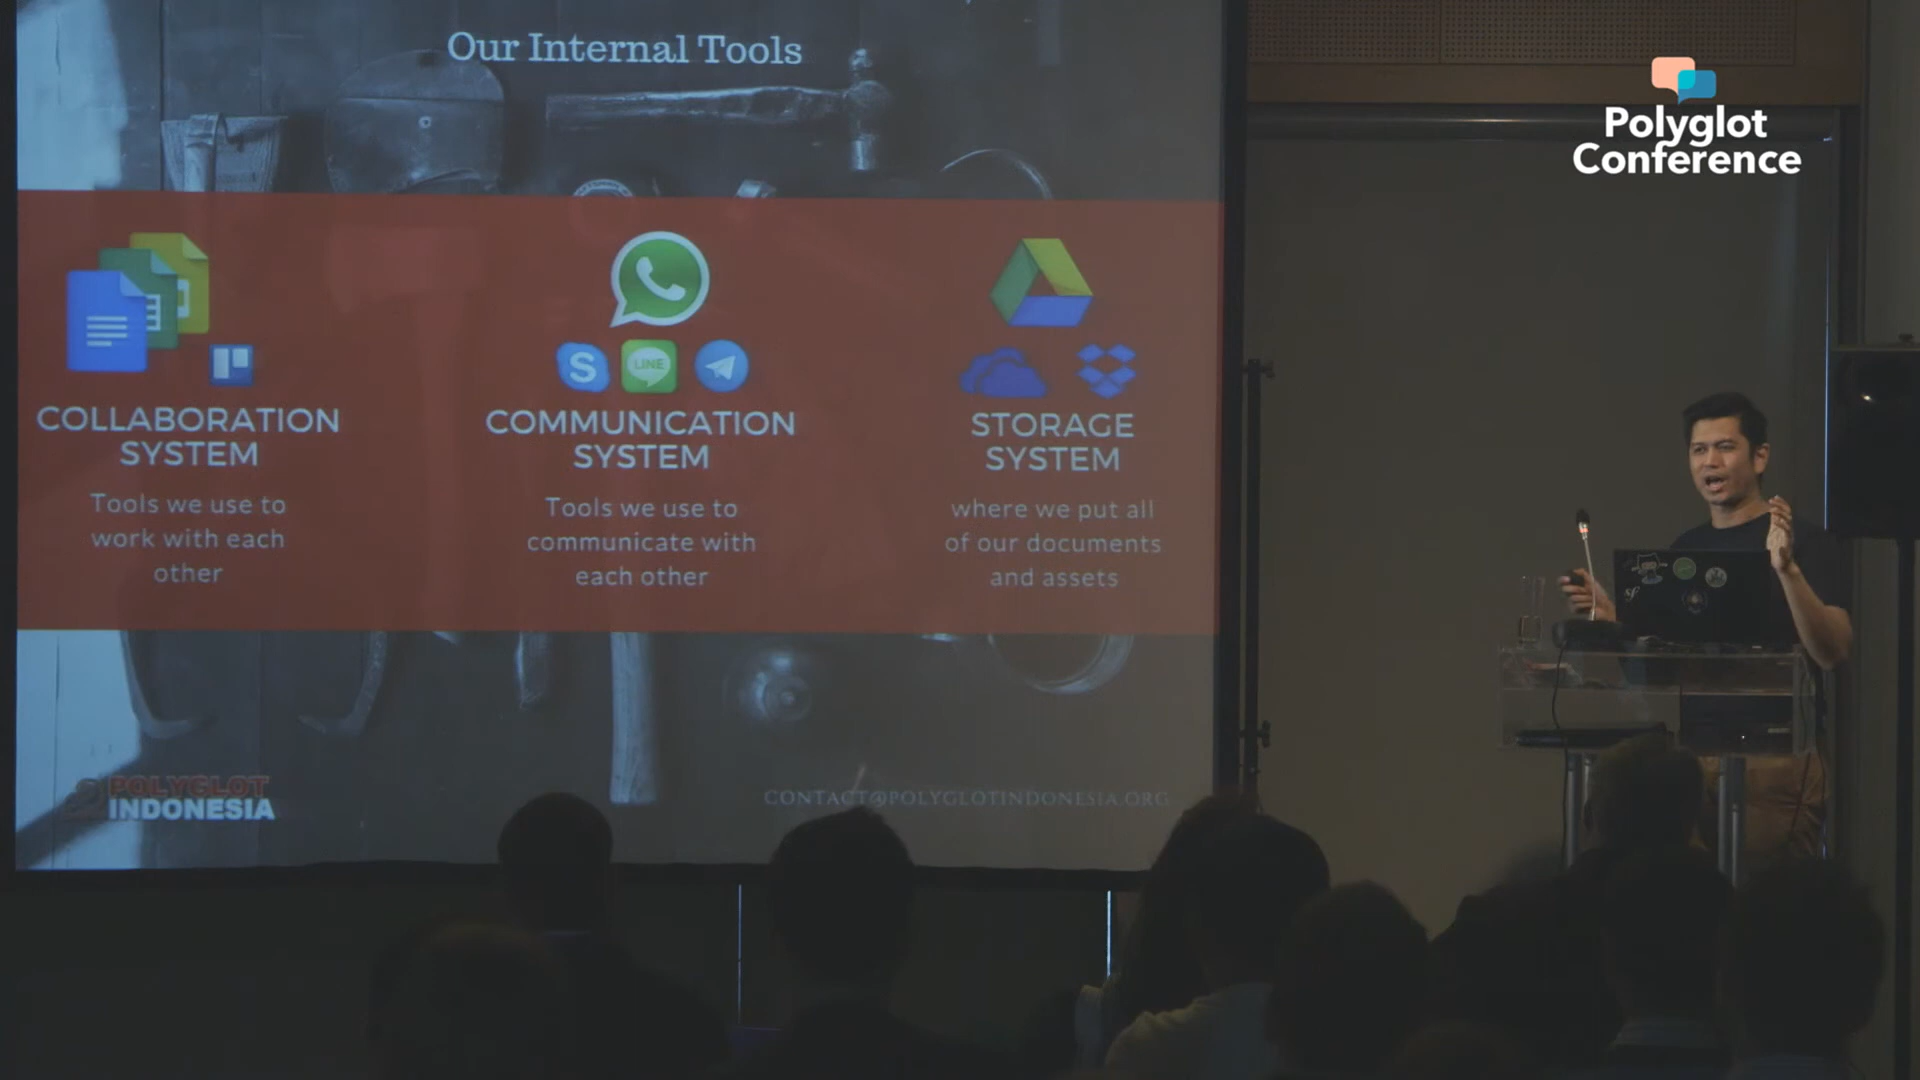 Our Internal Tools
Polyglot
Conference
LINE
COLLABORATION
SYSTEM
Tools we use to
work with each
other
COMMUNICATION
SYSTEM
Tools we use to
communicate with
each other
STORAGE
SYSTEM
where we put all
of our documents
and assets
POLYGLOT
INDONESIA
CONTACT@POLYGLOTINDONESIA.ORG
S
sf